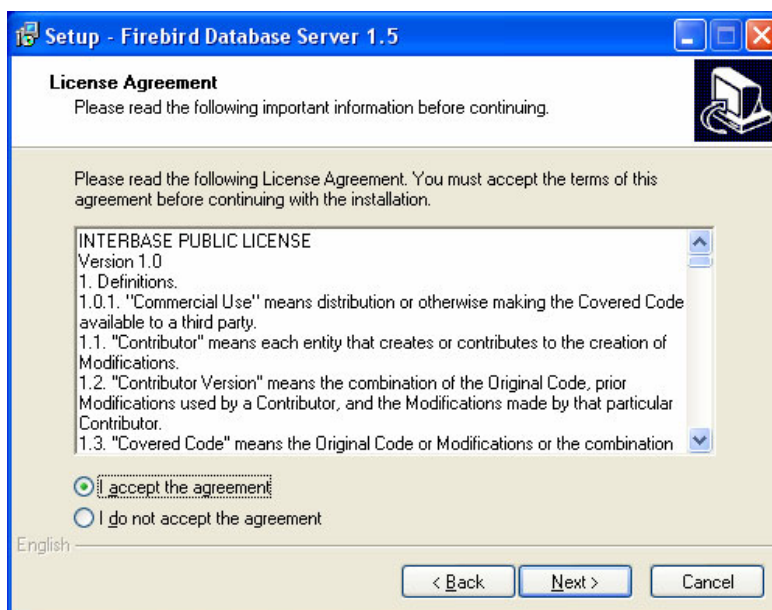 Setup - Firebird Database Server 1.5
License Agreement
Please read the following important information before continuing.
Please read the following License Agreement. You must accept the terms of this
agreement before continuing with the installation.
INTERBASE PUBLIC LICENSE
Version 1.0
1. Definitions.
1.0.1. "Commercial Use" means distribution or otherwise making the Covered Code
available to a third party.
1.1. "Contributor" means each entity that creates or contributes to the creation of
Modifications.
1.2. "Contributor Version" means the combination of the Original Code, prior
Modifications used by a Contributor, and the Modifications made by that particular
Contributor.
1.3. "Covered Code" means the Original Code or Modifications or the combination
I accept the agreement
I do not accept the agreement
English
< Back Next > Cancel